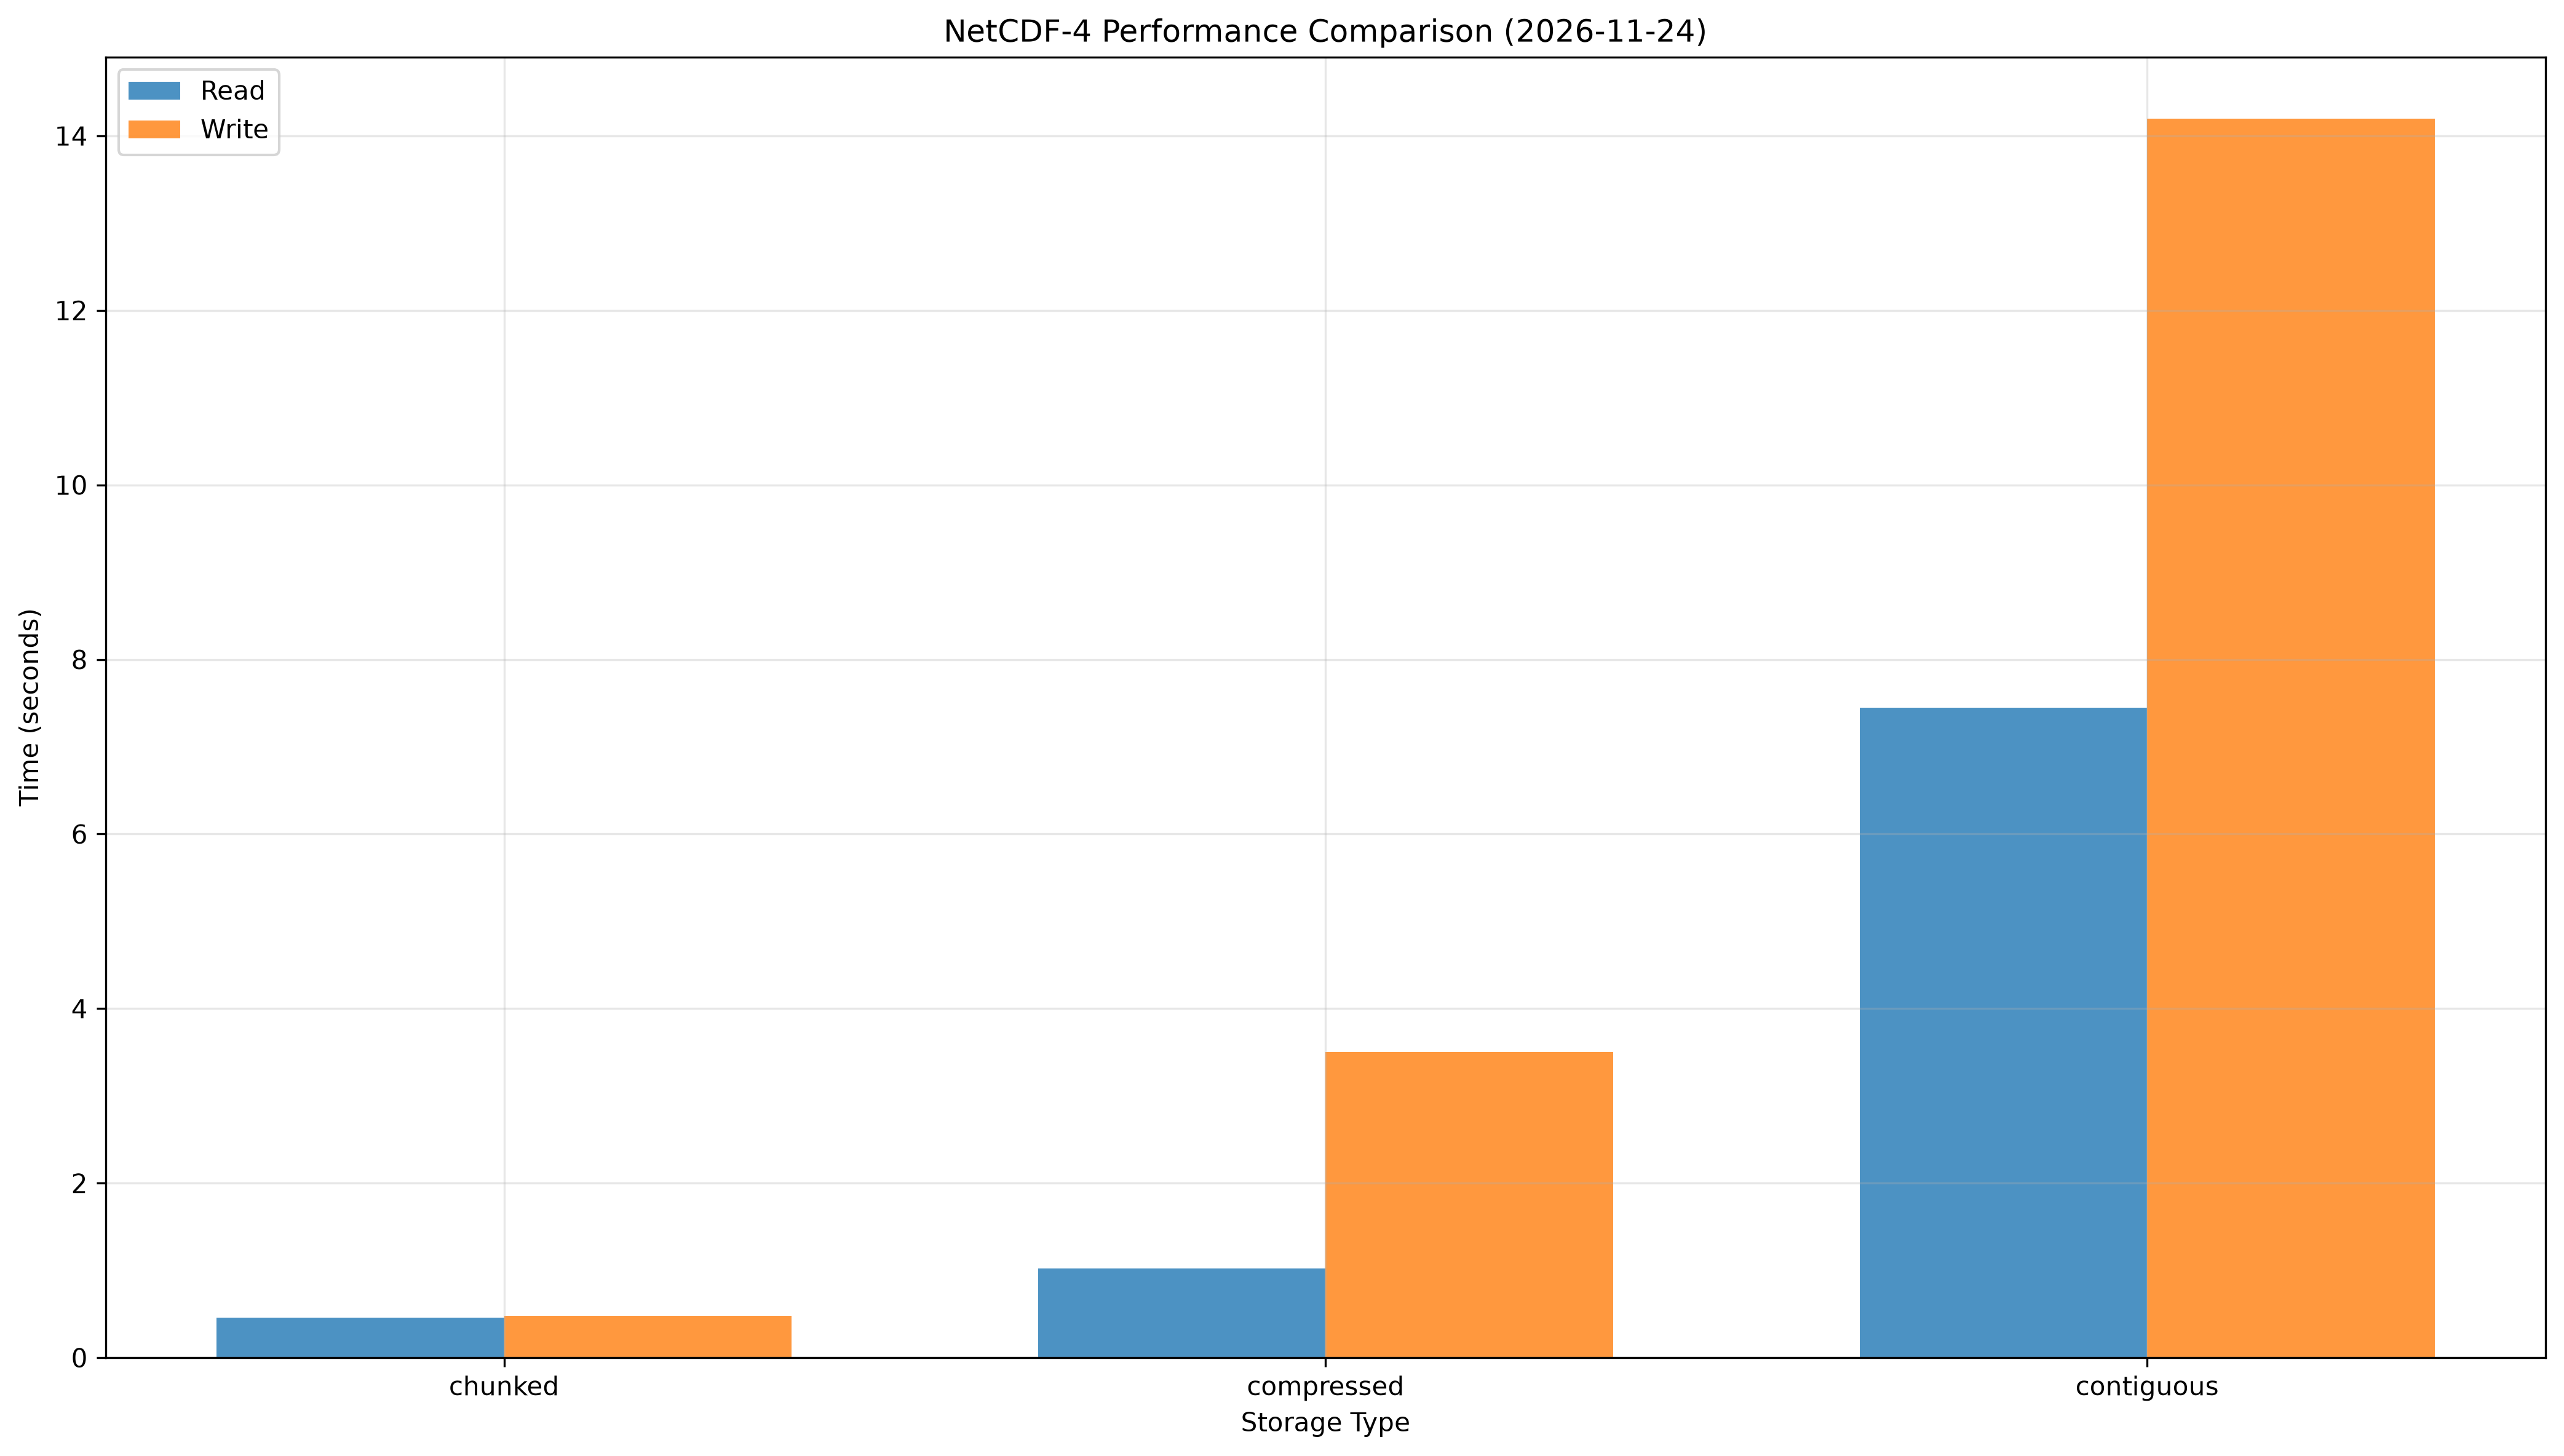 NetCDF-4 Performance Comparison (2026-11-24)
Read
Write
Time (seconds)
14
12
10
8
6
4
2
0
chunked
compressed
contiguous
Storage Type